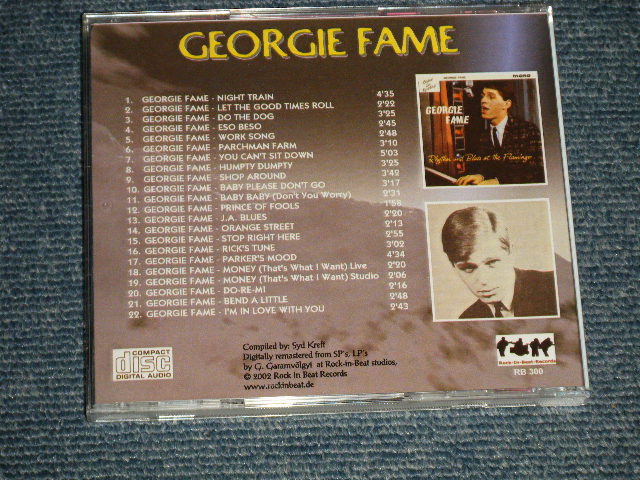 GEORGIE FAME
1. GEORGIE FAME - NIGHT TRAIN 4'35
2. GEORGIE FAME - LET THE GOOD TIMES ROLL 2'22
3. GEORGIE FAME - DO THE DOG 3'25
4. GEORGIE FAME - ESO BESO 2'45
5. GEORGIE FAME - WORK SONG 2'48
6. GEORGIE FAME - PARCHMAN FARM 3'10
7. GEORGIE FAME - YOU CAN'T SIT DOWN 5'03
8. GEORGIE FAME - HUMPTY DUMPTY 3'25
9. GEORGIE FAME - SHOP AROUND 3'42
10. GEORGIE FAME - BABY PLEASE DON'T GO 3'17
11. GEORGIE FAME - BABY BABY (Don't You Worry) 2'31
12. GEORGIE FAME - PRINCE OF FOOLS 1'58
13. GEORGIE FAME - J.A. BLUES 2'20
14. GEORGIE FAME - ORANGE STREET 2'13
15. GEORGIE FAME - STOP RIGHT HERE 2'55
16. GEORGIE FAME - RICK'S TUNE 3'02
17. GEORGIE FAME - PARKER'S MOOD 4'34
18. GEORGIE FAME - MONEY (That's What I Want) Live 2'20
19. GEORGIE FAME - MONEY (That's What I Want) Studio 2'06
20. GEORGIE FAME - DO-RE-MI 2'16
21. GEORGIE FAME - BEND A LITTLE 2'48
22. GEORGIE FAME - I'M IN LOVE WITH YOU 2'43
GEORGIE FAME
mono
GEORGIE
FAME
Rhythm and Blues at the Flamingo
COMPACT
disc
DIGITAL AUDIO
Compiled by: Syd Kreft
Digitally remastered from SP's, LP's
by G. Garamvölgyi at Rock-in-Beat studios,
© 2002 Rock In Beat Records
www.rockinbeat.de
Rock-In-Beat-Records
RB 300